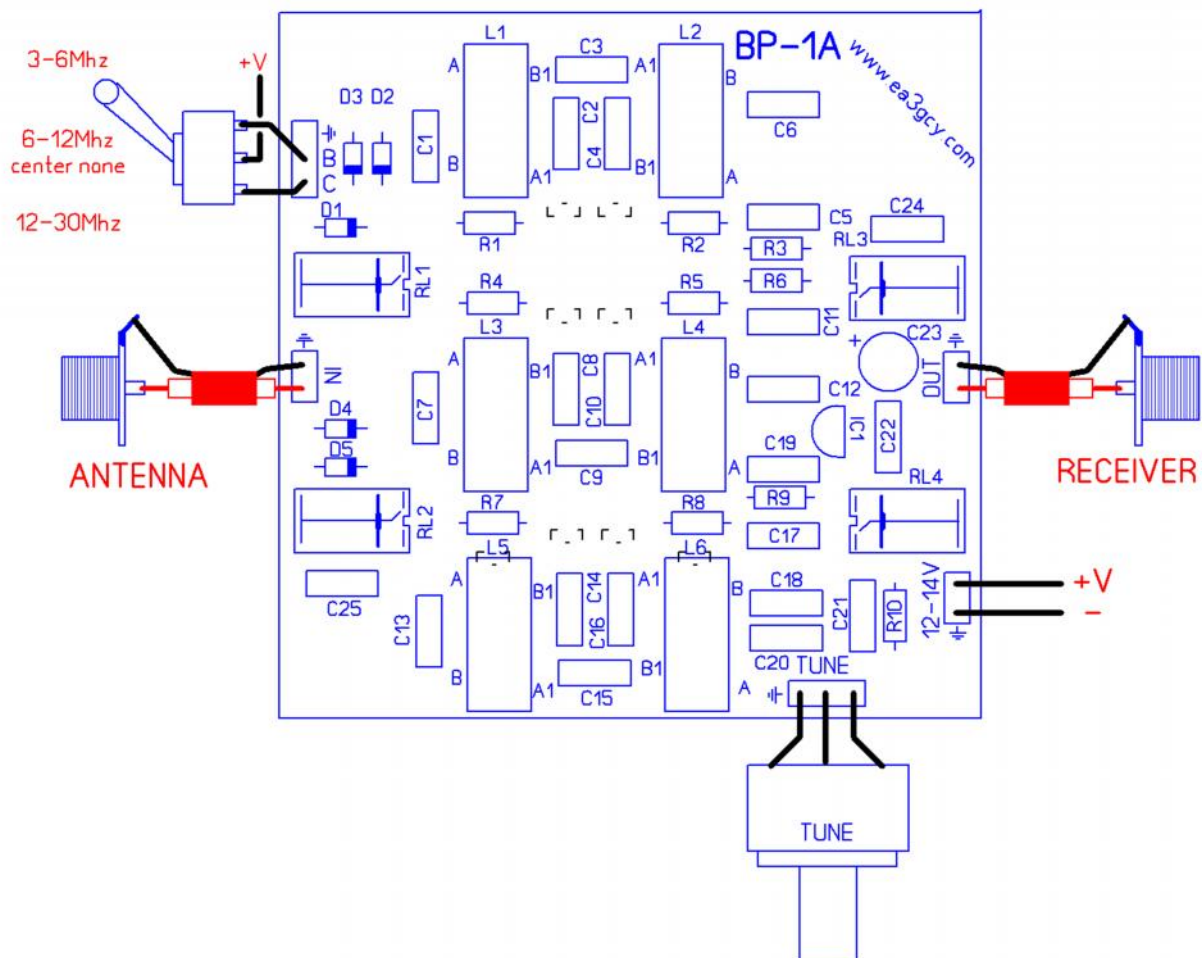 3-6Mhz
+V
6-12Mhz
center none
12-30Mhz
BP-1A
www.ea3gcy.com
L1
A
B
B1
A1
C3
C2
C4
L2
A1
B1
B
A
C6
D3 D2
B
C
C1
D1
R1
R2
C5
C24
R3
RL3
R6
RL1
R4
R5
C11
L3
A
B
B1
A1
C8
C10
C9
L4
A1
B1
B
A
+
C23
C12
IC1
C22
C19
IN
OUT
C7
D4
D5
ANTENNA
RECEIVER
RL2
R7
R8
R9
RL4
C17
L5
A
B
B1
A1
C14
C16
C15
L6
A1
B1
B
A
C25
C13
C18
C21
R10
12-14V
+V
-
C20
TUNE
TUNE